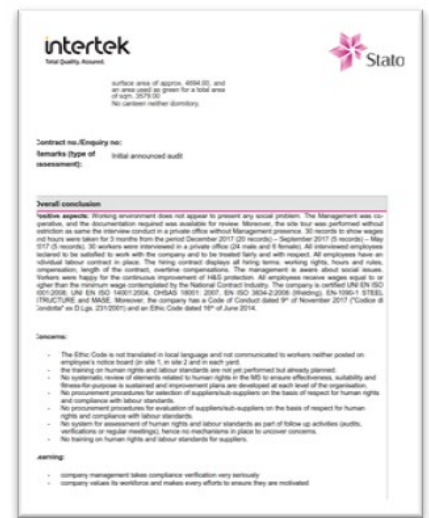 intertek
Total Quality. Assured.
Stato
surface area of approx. 4694.00, and
an area used as green for a total area
of sqm. 3579.00
No canteen neither dormitory.
Contract no./Enquiry no:
Remarks (type of
assessment):
Initial announced audit
Overall conclusion
Positive aspects: Working environment does not appear to present any social problem. The Management was co-
operative, and the documentation required was available for review. Moreover, the site tour was performed without
restriction as same the interview conduct in a private office without Management presence. 30 records to show wages
and hours were taken for 3 months from the period December 2017 (20 records) – September 2017 (5 records) – May
2017 (5 records). 30 workers were interviewed in a private office (24 male and 6 female). All interviewed employees
declared to be satisfied to work with the company and to be treated fairly and with respect. All employees have an
individual labour contract in place. The hiring contract displays all hiring terms: working rights, hours and rules,
compensation, length of the contract, overtime compensations. The management is aware about social issues.
Workers were happy for the continuous improvement of H&S protection. All employees receive wages equal to or
higher than the minimum wage contemplated by the National Contract Industry. The company is certified UNI EN ISO
9001:2008, UNI EN ISO 14001:2004, OHSAS 18001: 2007, EN ISO 3834-2:2006 (Welding), EN-1090-1 STEEL
STRUCTURE and MASE. Moreover, the company has a Code of Conduct dated 9th of November 2017 ("Codice di
Condotta" ex D.Lgs. 231/2001) and an Ethic Code dated 16th of June 2014.
Concerns:
- The Ethic Code is not translated in local language and not communicated to workers neither posted on
employee's notice board (in site 1, in site 2 and in each yard.
- the training on human rights and labour standards are not yet performed but already planned.
- No systematic review of elements related to human rights in the MS to ensure effectiveness, suitability and
fitness-for-purpose is sustained and improvement plans are developed at each level of the organisation.
- No procurement procedures for selection of suppliers/sub-suppliers on the basis of respect for human rights
and compliance with labour standards.
- No procurement procedures for evaluation of suppliers/sub-suppliers on the basis of respect for human
rights and compliance with labour standards.
- No system for assessment of human rights and labour standards as part of follow up activities (audits,
verifications or regular meetings), hence no mechanisms in place to uncover concerns.
- No training on human rights and labour standards for suppliers.
Learning:
- company management takes compliance verification very seriously
- company values its workforce and makes every efforts to ensure they are motivated